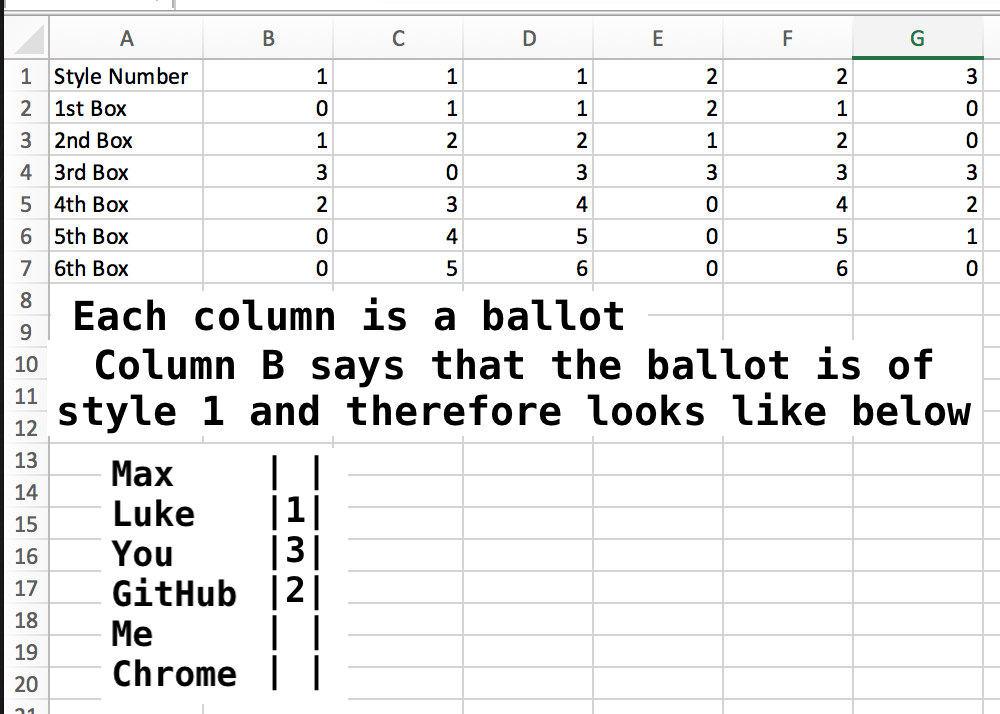 A B C D E F G
1 Style Number 1 1 1 2 2 3
2 1st Box 0 1 1 2 1 0
3 2nd Box 1 2 2 1 2 0
4 3rd Box 3 0 3 3 3 3
5 4th Box 2 3 4 0 4 2
6 5th Box 0 4 5 0 5 1
7 6th Box 0 5 6 0 6 0
8
Each column is a ballot
9
10 Column B says that the ballot is of
11
style 1 and therefore looks like below
12
13
Max | |
14
Luke |1|
15
You |3|
16
17
GitHub |2|
18
Me | |
19
Chrome | |
20
21